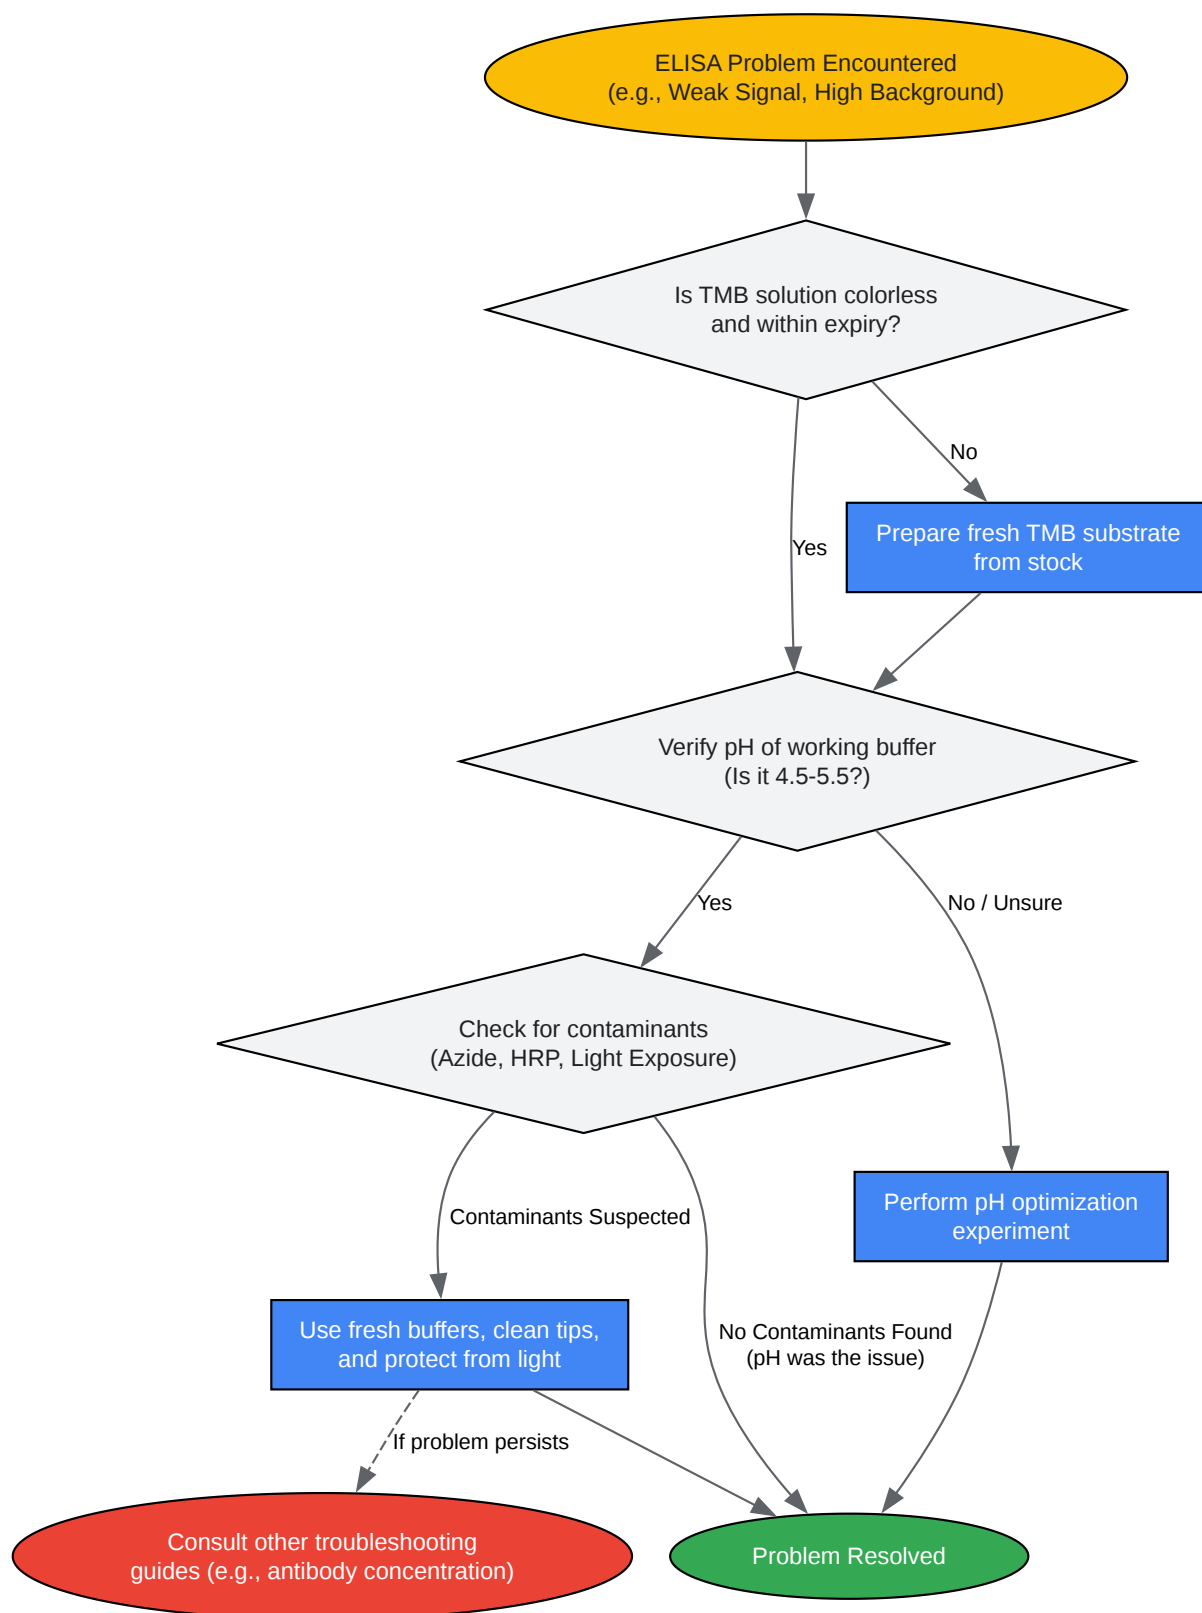 ELISA Problem Encountered
(e.g., Weak Signal, High Background)
Is TMB solution colorless
and within expiry?
No
Prepare fresh TMB substrate
from stock
Yes
Verify pH of working buffer
(Is it 4.5-5.5?)
Yes
No / Unsure
Check for contaminants
(Azide, HRP, Light Exposure)
Contaminants Suspected
Perform pH optimization
experiment
Use fresh buffers, clean tips,
and protect from light
No Contaminants Found
(pH was the issue)
If problem persists
Consult other troubleshooting
guides (e.g., antibody concentration)
Problem Resolved